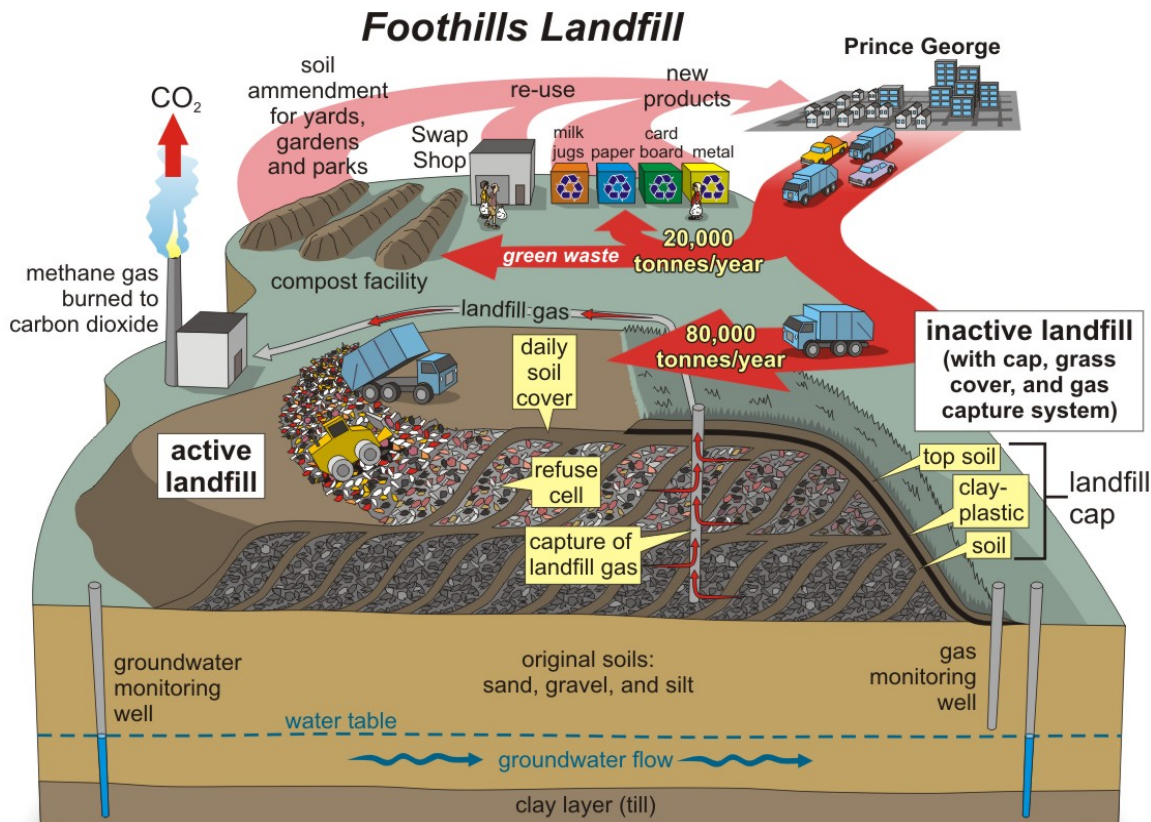 Foothills Landfill
Prince George
soil
ammendment
for yards,
gardens
and parks
re-use
new
products
CO₂
Swap
Shop
milk
jugs
paper
card
board
metal
20,000
tonnes/year
green waste
compost facility
methane gas
burned to
carbon dioxide
landfill gas
80,000
tonnes/year
inactive landfill
(with cap, grass
cover, and gas
capture system)
daily
soil
cover
active
landfill
refuse
cell
capture of
landfill gas
top soil
clay-
plastic
soil
landfill
cap
groundwater
monitoring
well
original soils:
sand, gravel, and silt
gas
monitoring
well
water table
groundwater flow
clay layer (till)